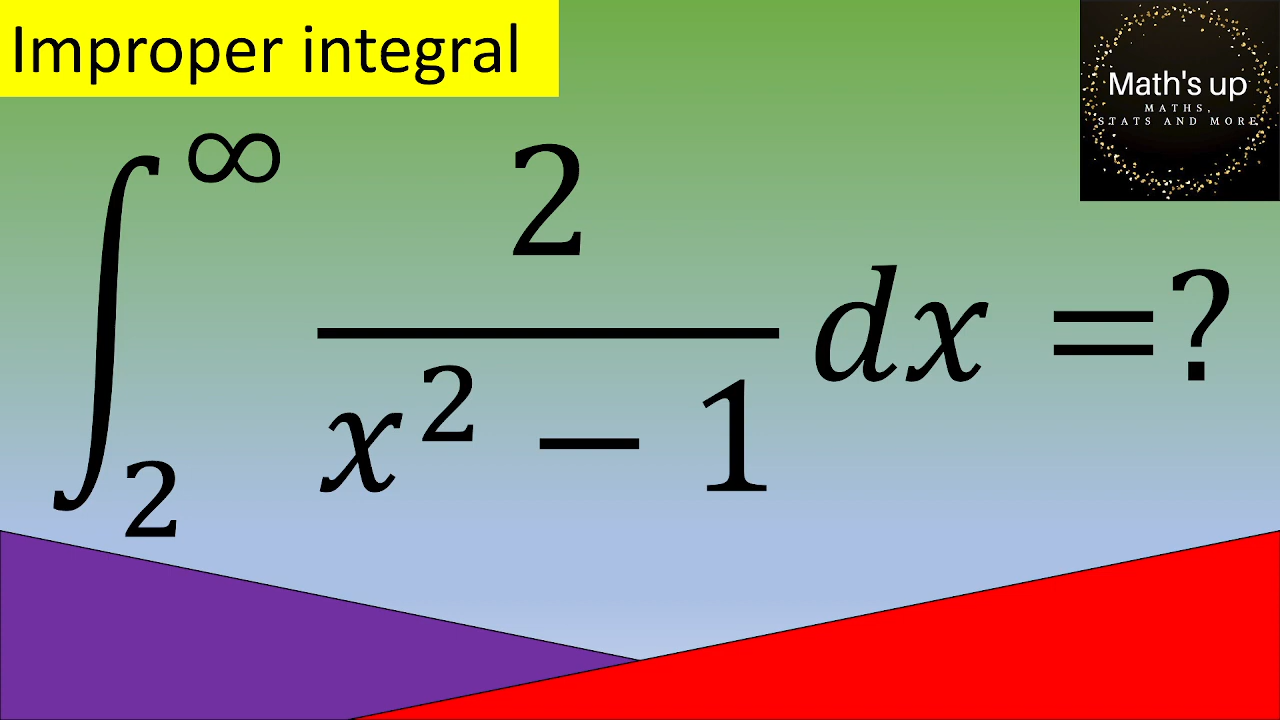 Improper integral
Math's up
MATHS,
STATS AND MORE
∫₂^∞ 2/(x² − 1) dx =?